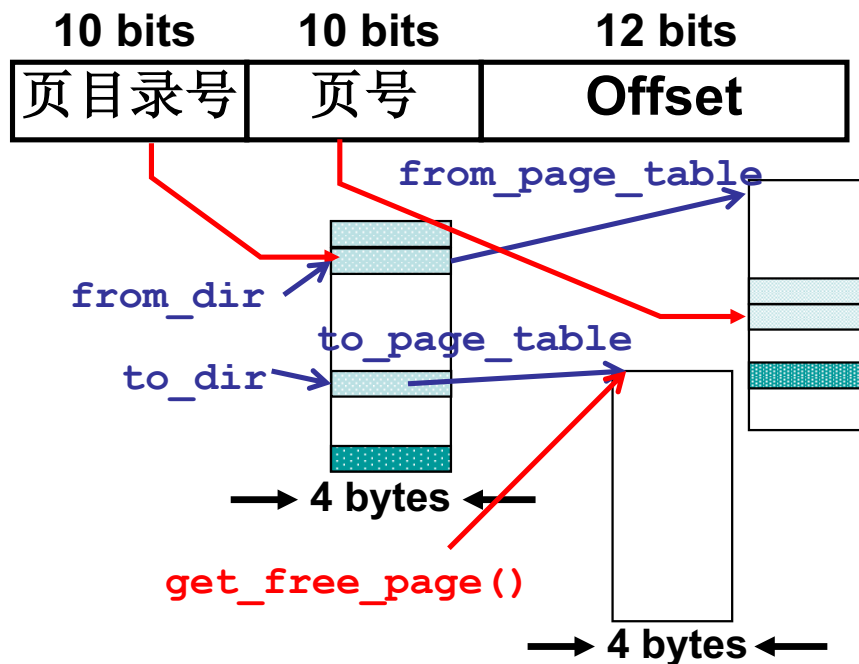 10 bits 10 bits 12 bits
页目录号 页号 Offset
from_page_table
from_dir
to_page_table
to_dir
4 bytes
get_free_page()
4 bytes